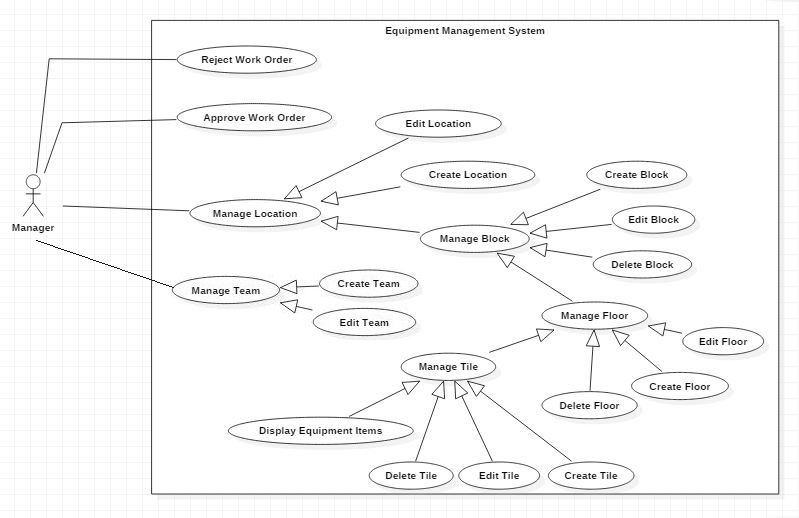 Equipment Management System
Reject Work Order
Approve Work Order
Edit Location
Create Location
Create Block
Manager
Manage Location
Edit Block
Manage Block
Delete Block
Create Team
Manage Team
Manage Floor
Edit Team
Edit Floor
Manage Tile
Create Floor
Delete Floor
Display Equipment Items
Delete Tile
Edit Tile
Create Tile